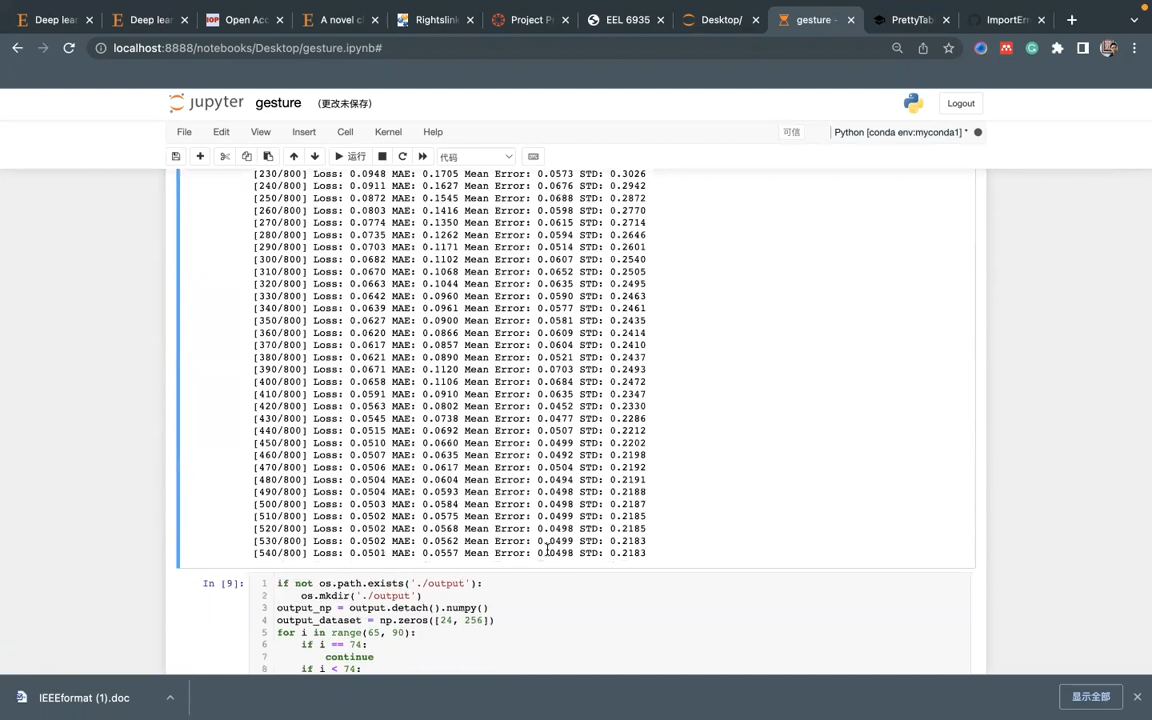 Deep lear
Deep lear
Open Acc
A novel cl
Rightslink
Project P
EEL 6935
Desktop/
gesture -
PrettyTab
ImportErr
localhost:8888/notebooks/Desktop/gesture.ipynb#
jupyter gesture (更改未保存)
Logout
File Edit View Insert Cell Kernel Help
可信
Python [conda env:myconda1] *
运行
代码
[230/800] Loss: 0.0948 MAE: 0.1705 Mean Error: 0.0573 STD: 0.3026
[240/800] Loss: 0.0911 MAE: 0.1627 Mean Error: 0.0676 STD: 0.2942
[250/800] Loss: 0.0872 MAE: 0.1545 Mean Error: 0.0688 STD: 0.2872
[260/800] Loss: 0.0803 MAE: 0.1416 Mean Error: 0.0598 STD: 0.2770
[270/800] Loss: 0.0774 MAE: 0.1350 Mean Error: 0.0615 STD: 0.2714
[280/800] Loss: 0.0735 MAE: 0.1262 Mean Error: 0.0594 STD: 0.2646
[290/800] Loss: 0.0703 MAE: 0.1171 Mean Error: 0.0514 STD: 0.2601
[300/800] Loss: 0.0682 MAE: 0.1102 Mean Error: 0.0607 STD: 0.2540
[310/800] Loss: 0.0670 MAE: 0.1068 Mean Error: 0.0652 STD: 0.2505
[320/800] Loss: 0.0663 MAE: 0.1044 Mean Error: 0.0635 STD: 0.2495
[330/800] Loss: 0.0642 MAE: 0.0960 Mean Error: 0.0590 STD: 0.2463
[340/800] Loss: 0.0639 MAE: 0.0961 Mean Error: 0.0577 STD: 0.2461
[350/800] Loss: 0.0627 MAE: 0.0900 Mean Error: 0.0581 STD: 0.2435
[360/800] Loss: 0.0620 MAE: 0.0866 Mean Error: 0.0609 STD: 0.2414
[370/800] Loss: 0.0617 MAE: 0.0857 Mean Error: 0.0604 STD: 0.2410
[380/800] Loss: 0.0621 MAE: 0.0890 Mean Error: 0.0521 STD: 0.2437
[390/800] Loss: 0.0671 MAE: 0.1120 Mean Error: 0.0703 STD: 0.2493
[400/800] Loss: 0.0658 MAE: 0.1106 Mean Error: 0.0684 STD: 0.2472
[410/800] Loss: 0.0591 MAE: 0.0910 Mean Error: 0.0635 STD: 0.2347
[420/800] Loss: 0.0563 MAE: 0.0802 Mean Error: 0.0452 STD: 0.2330
[430/800] Loss: 0.0545 MAE: 0.0738 Mean Error: 0.0477 STD: 0.2286
[440/800] Loss: 0.0515 MAE: 0.0692 Mean Error: 0.0507 STD: 0.2212
[450/800] Loss: 0.0510 MAE: 0.0660 Mean Error: 0.0499 STD: 0.2202
[460/800] Loss: 0.0507 MAE: 0.0635 Mean Error: 0.0492 STD: 0.2198
[470/800] Loss: 0.0506 MAE: 0.0617 Mean Error: 0.0504 STD: 0.2192
[480/800] Loss: 0.0504 MAE: 0.0604 Mean Error: 0.0494 STD: 0.2191
[490/800] Loss: 0.0504 MAE: 0.0593 Mean Error: 0.0498 STD: 0.2188
[500/800] Loss: 0.0503 MAE: 0.0584 Mean Error: 0.0498 STD: 0.2187
[510/800] Loss: 0.0502 MAE: 0.0575 Mean Error: 0.0499 STD: 0.2185
[520/800] Loss: 0.0502 MAE: 0.0568 Mean Error: 0.0498 STD: 0.2185
[530/800] Loss: 0.0502 MAE: 0.0562 Mean Error: 0.0499 STD: 0.2183
[540/800] Loss: 0.0501 MAE: 0.0557 Mean Error: 0.0498 STD: 0.2183
In [9]:
1 if not os.path.exists('./output'):
2 os.mkdir('./output')
3 output_np = output.detach().numpy()
4 output_dataset = np.zeros([24, 256])
5 for i in range(65, 90):
6 if i == 74:
7 continue
8 if i < 74:
IEEEformat (1).doc
显示全部